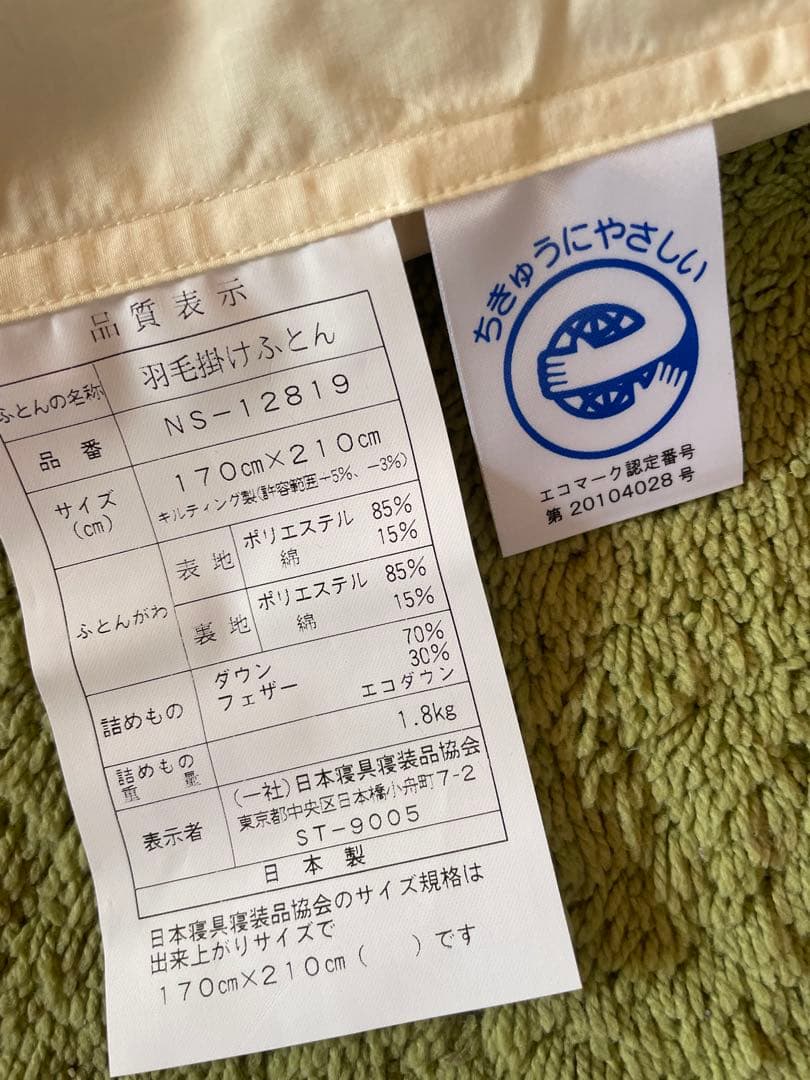 品質表示
ふとんの名称 羽毛掛けふとん
品番 NS-12819
サイズ(cm) 170cm×210cm
キルティング製(許容範囲+5%、-3%)
ふとんがわ 表地 ポリエステル 85%
綿 15%
裏地 ポリエステル 85%
綿 15%
詰めもの ダウン 70%
フェザー 30%
エコダウン
詰めもの重量 1.8kg
表示者 (一社)日本寝具寝装品協会
東京都中央区日本橋小舟町7-2
ST-9005
日本製
日本寝具寝装品協会のサイズ規格は
出来上がりサイズで
170cm×210cm( )です
ちきゅうにやさしい
エコマーク認定番号
第 20104028 号